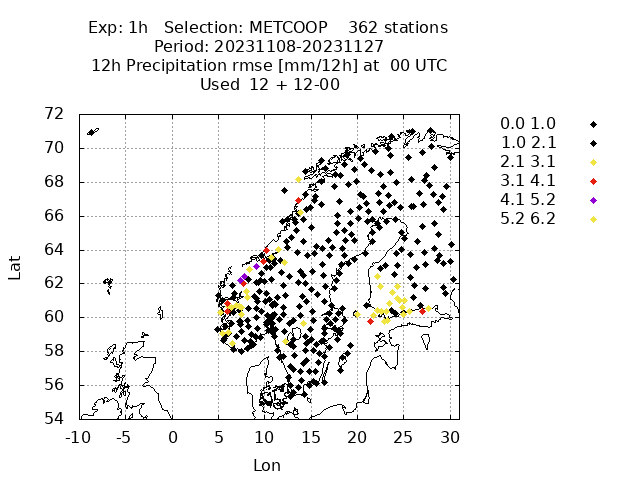 Exp: 1h   Selection: METCOOP    362 stations
Period: 20231108-20231127
12h Precipitation rmse [mm/12h] at  00 UTC
Used  12 + 12-00
72
70
68
66
64
62
60
58
56
54
Lat
-10 -5 0 5 10 15 20 25 30
Lon
0.0 1.0
1.0 2.1
2.1 3.1
3.1 4.1
4.1 5.2
5.2 6.2